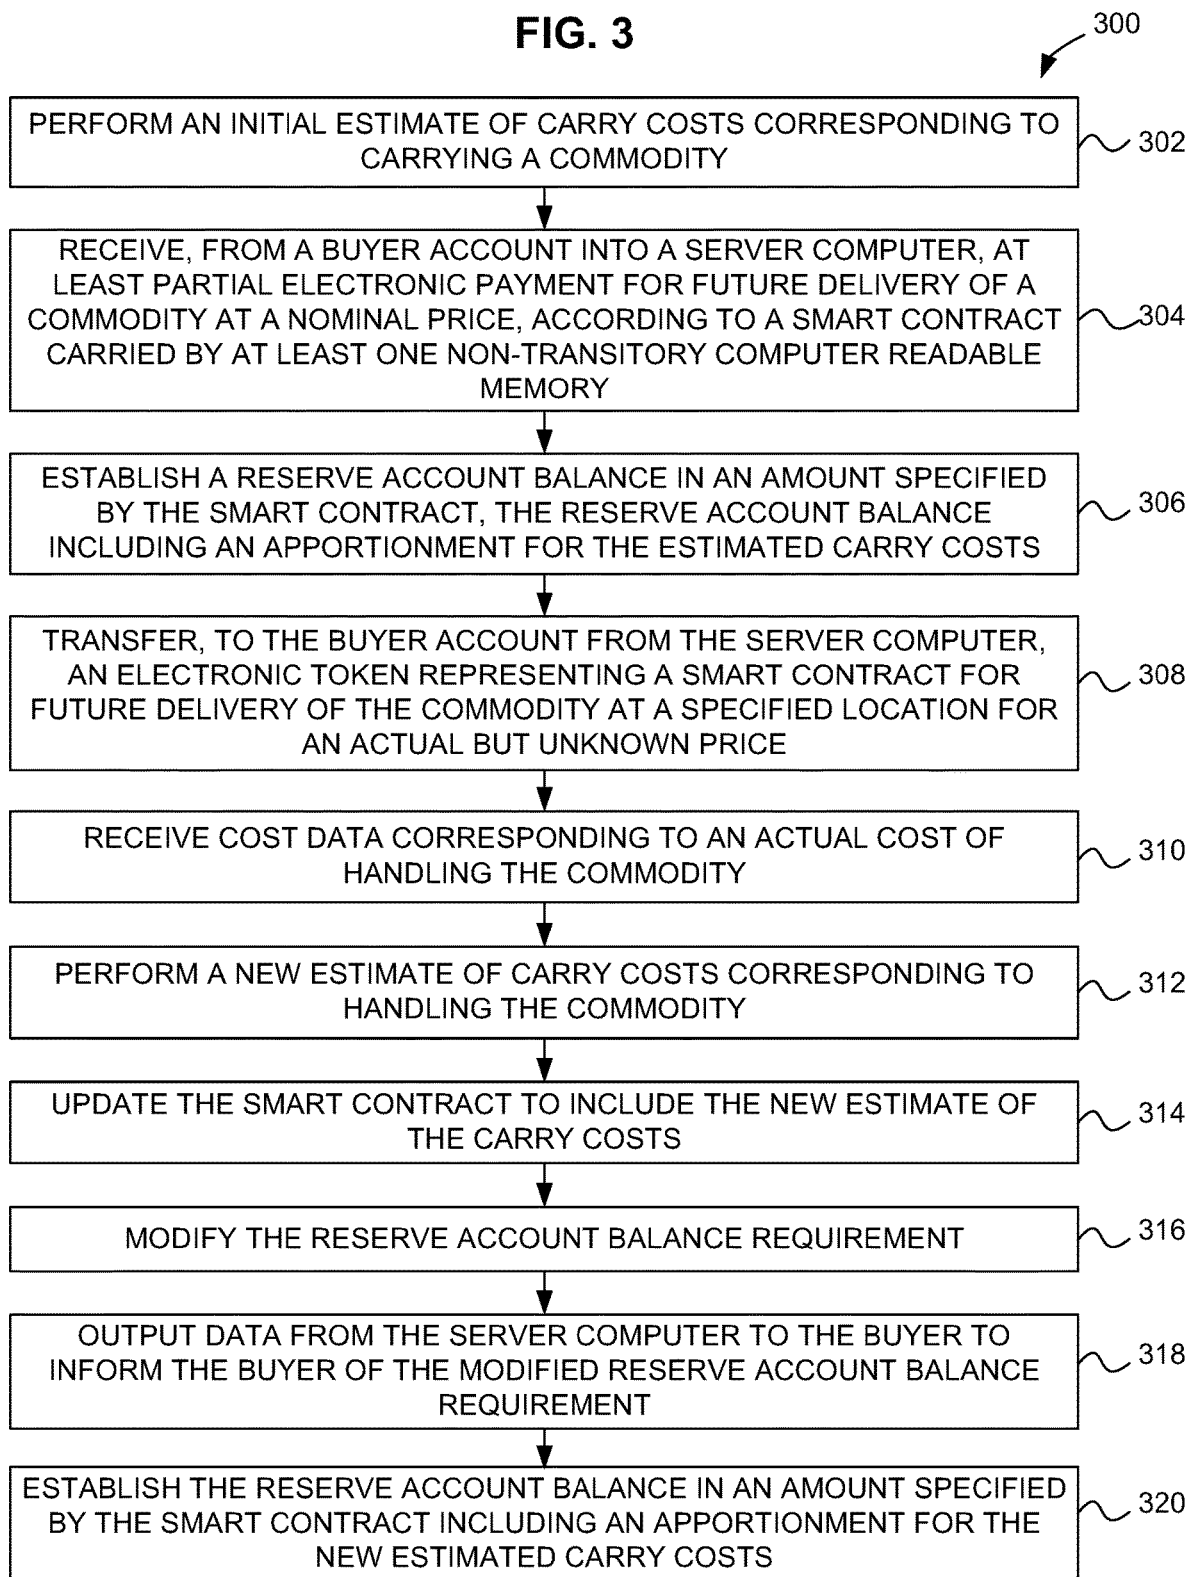 FIG. 3
300
PERFORM AN INITIAL ESTIMATE OF CARRY COSTS CORRESPONDING TO
CARRYING A COMMODITY
302
RECEIVE, FROM A BUYER ACCOUNT INTO A SERVER COMPUTER, AT
LEAST PARTIAL ELECTRONIC PAYMENT FOR FUTURE DELIVERY OF A
COMMODITY AT A NOMINAL PRICE, ACCORDING TO A SMART CONTRACT
CARRIED BY AT LEAST ONE NON-TRANSITORY COMPUTER READABLE
MEMORY
304
ESTABLISH A RESERVE ACCOUNT BALANCE IN AN AMOUNT SPECIFIED
BY THE SMART CONTRACT, THE RESERVE ACCOUNT BALANCE
INCLUDING AN APPORTIONMENT FOR THE ESTIMATED CARRY COSTS
306
TRANSFER, TO THE BUYER ACCOUNT FROM THE SERVER COMPUTER,
AN ELECTRONIC TOKEN REPRESENTING A SMART CONTRACT FOR
FUTURE DELIVERY OF THE COMMODITY AT A SPECIFIED LOCATION FOR
AN ACTUAL BUT UNKNOWN PRICE
308
RECEIVE COST DATA CORRESPONDING TO AN ACTUAL COST OF
HANDLING THE COMMODITY
310
PERFORM A NEW ESTIMATE OF CARRY COSTS CORRESPONDING TO
HANDLING THE COMMODITY
312
UPDATE THE SMART CONTRACT TO INCLUDE THE NEW ESTIMATE OF
THE CARRY COSTS
314
MODIFY THE RESERVE ACCOUNT BALANCE REQUIREMENT
316
OUTPUT DATA FROM THE SERVER COMPUTER TO THE BUYER TO
INFORM THE BUYER OF THE MODIFIED RESERVE ACCOUNT BALANCE
REQUIREMENT
318
ESTABLISH THE RESERVE ACCOUNT BALANCE IN AN AMOUNT SPECIFIED
BY THE SMART CONTRACT INCLUDING AN APPORTIONMENT FOR THE
NEW ESTIMATED CARRY COSTS
320